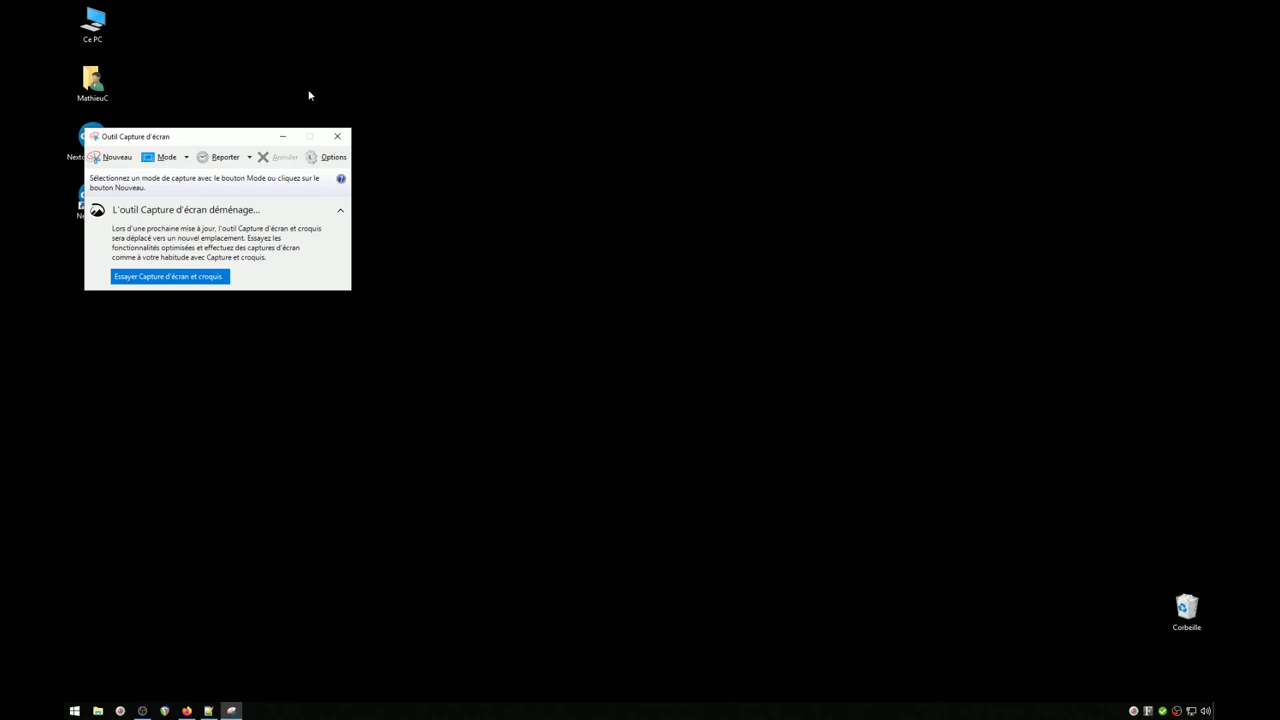 Ce PC
MathieuC
Outil Capture d'écran
Nouveau
Mode
Reporter
Annuler
Options
Sélectionnez un mode de capture avec le bouton Mode ou cliquez sur le
bouton Nouveau.
L'outil Capture d'écran déménage...
Lors d'une prochaine mise à jour, l'outil Capture d'écran et croquis
sera déplacé vers un nouvel emplacement. Essayez les
fonctionnalités optimisées et effectuez des captures d'écran
comme à votre habitude avec Capture et croquis.
Essayer Capture d'écran et croquis
Corbeille